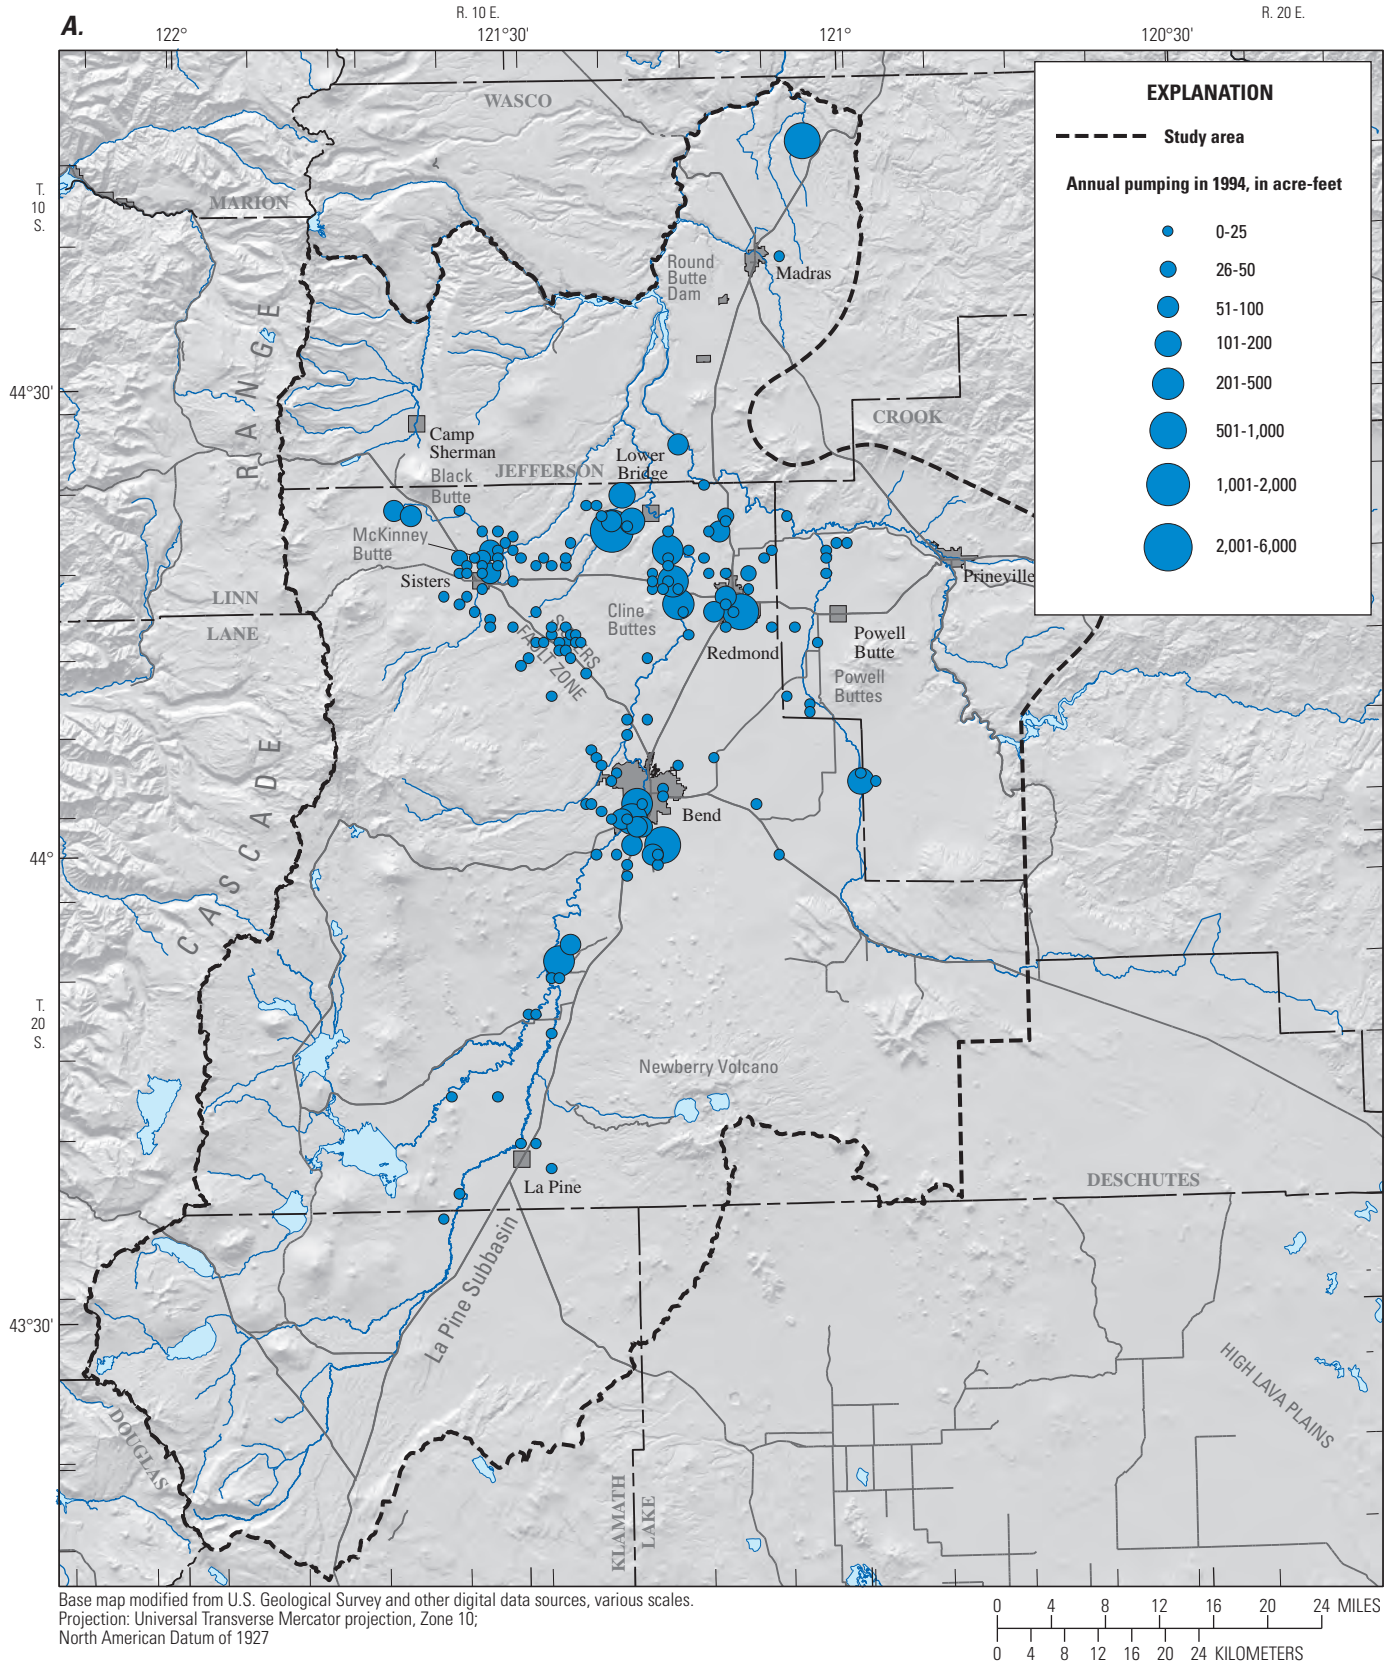 A.
R. 10 E.
R. 20 E.
122°
121°30'
121°
120°30'
EXPLANATION
Study area
Annual pumping in 1994, in acre-feet
0-25
26-50
51-100
101-200
201-500
501-1,000
1,001-2,000
2,001-6,000
WASCO
T.
10
S.
MARION
Round
Butte
Dam
Madras
44°30'
CASCADE RANGE
CROOK
Camp
Sherman
JEFFERSON
Lower
Bridge
Black
Butte
McKinney
Butte
Sisters
Prineville
LINN
LANE
Cline
Buttes
SISTERS
FAULT ZONE
Redmond
Powell
Butte
Powell
Buttes
Bend
44°
T.
20
S.
Newberry Volcano
La Pine
DESCHUTES
La Pine Subbasin
43°30'
HIGH LAVA PLAINS
DOUGLAS
KLAMATH
LAKE
Base map modified from U.S. Geological Survey and other digital data sources, various scales.
Projection: Universal Transverse Mercator projection, Zone 10;
North American Datum of 1927
0 4 8 12 16 20 24 MILES
0 4 8 12 16 20 24 KILOMETERS